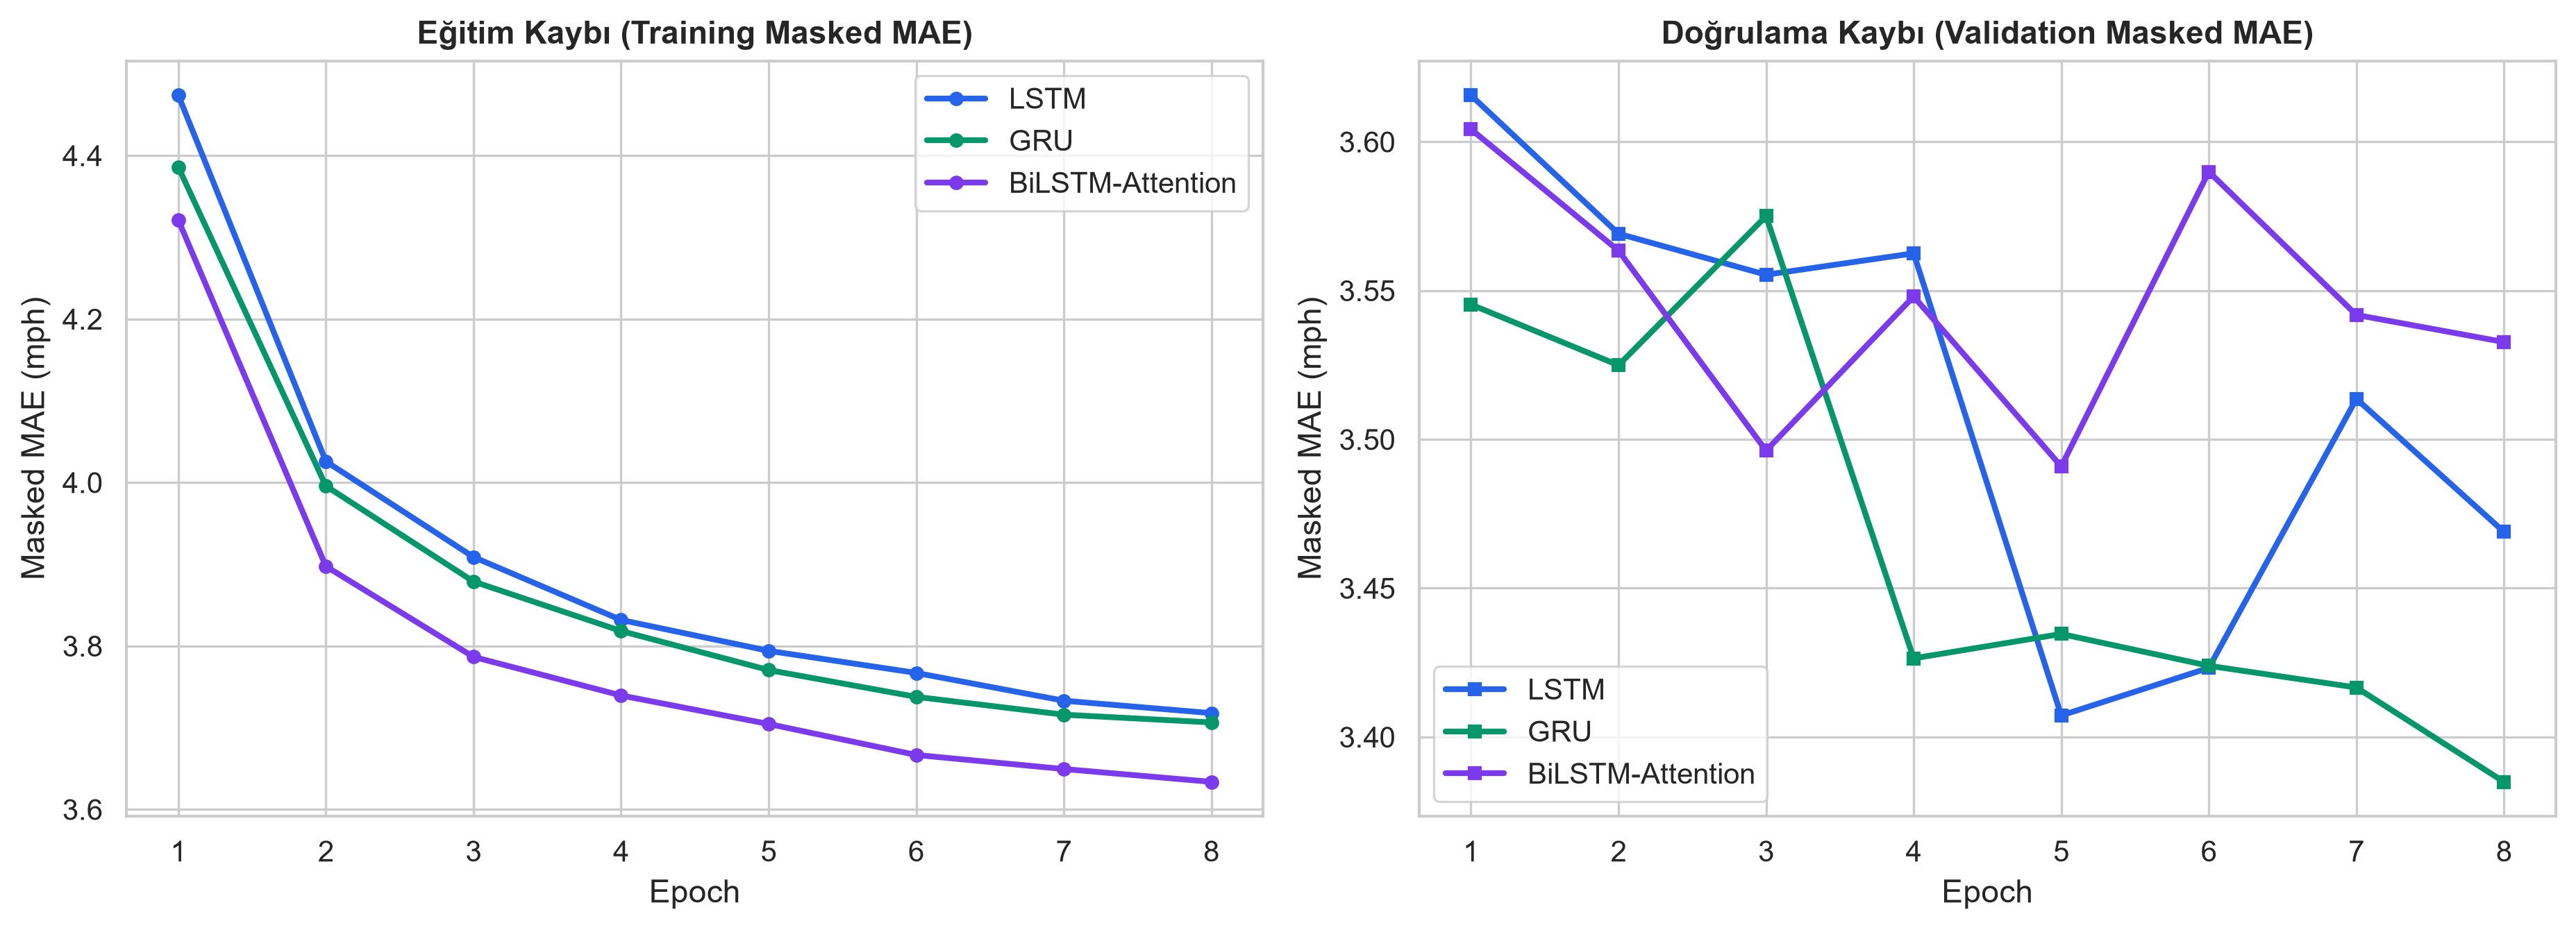 Eğitim Kaybı (Training Masked MAE)
Masked MAE (mph)
4.4
4.2
4.0
3.8
3.6
LSTM
GRU
BiLSTM-Attention
1 2 3 4 5 6 7 8
Epoch
Doğrulama Kaybı (Validation Masked MAE)
Masked MAE (mph)
3.60
3.55
3.50
3.45
3.40
LSTM
GRU
BiLSTM-Attention
1 2 3 4 5 6 7 8
Epoch